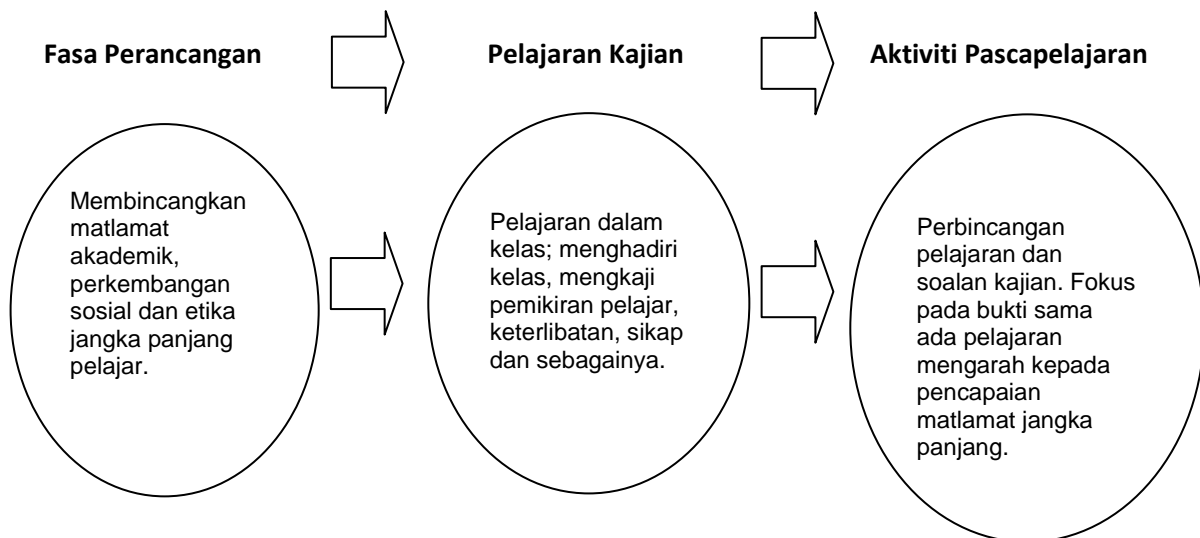 Fasa Perancangan
Pelajaran Kajian
Aktiviti Pascapelajaran
Membincangkan
matlamat
akademik,
perkembangan
sosial dan etika
jangka panjang
pelajar.
Pelajaran dalam
kelas; menghadiri
kelas, mengkaji
pemikiran pelajar,
keterlibatan, sikap
dan sebagainya.
Perbincangan
pelajaran dan
soalan kajian. Fokus
pada bukti sama
ada pelajaran
mengarah kepada
pencapaian
matlamat jangka
panjang.